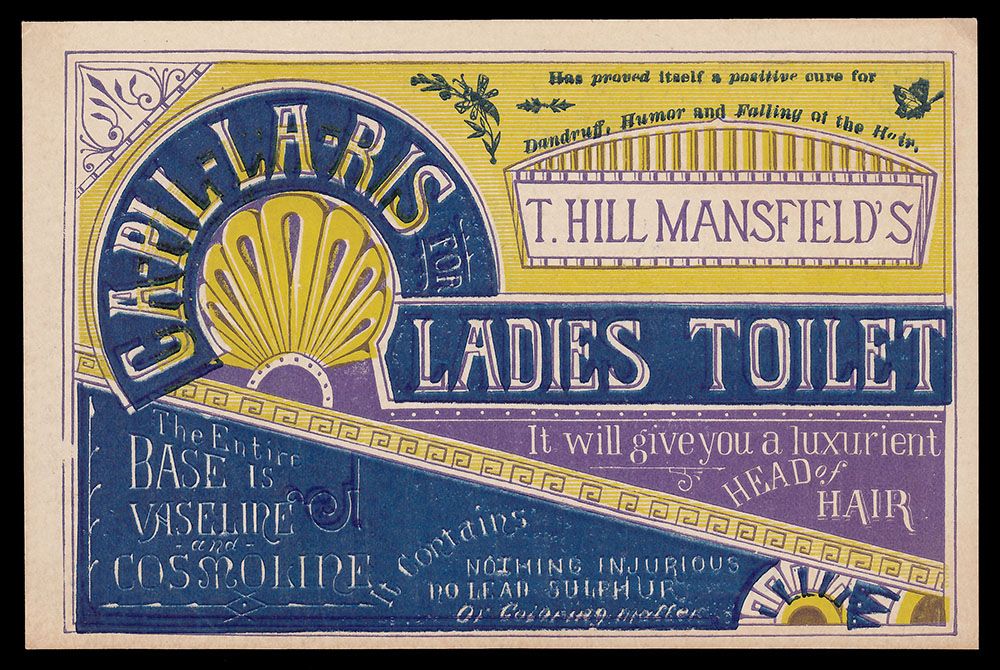 Has proved itself a positive cure for
Dandruff, Humor and Falling of the Hair.
T. HILL MANSFIELD'S
CA-PIL-LA-RIS
FOR
LADIES TOILET
It will give you a luxurient
HEAD of
HAIR
The Entire
BASE IS
VASELINE
-and-
COSMOLINE
It Contains
NOTHING INJURIOUS
NO LEAD SULPHUR
Or Coloring matter